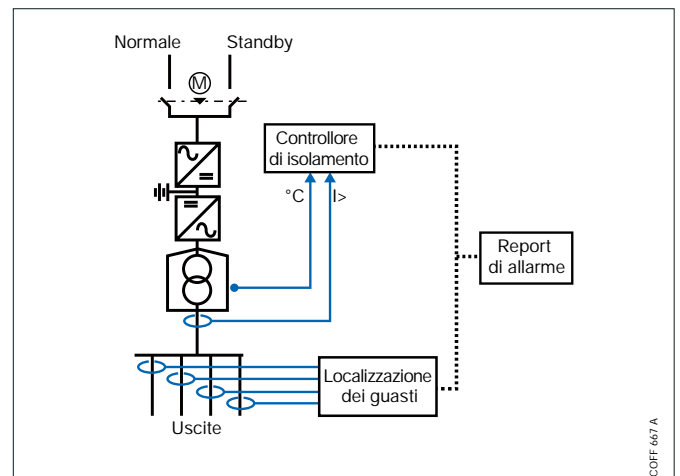 Normale
Standby
M
Controllore
di isolamento
°C
I>
Report
di allarme
Localizzazione
dei guasti
Uscite
COFF 667 A